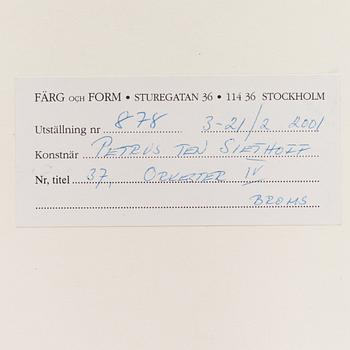 FÄRG OCH FORM • STUREGATAN 36 • 114 36 STOCKHOLM
Utställning nr 878 3-21/2 2001
Konstnär PETRUS TEN SIETHOFF
Nr, titel 37, ORKESTER IV
BROMS